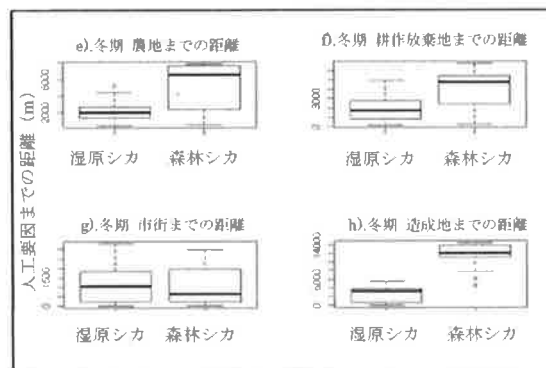 人工要因までの距離 (m)
e).冬期 農地までの距離
6000
2000
湿原シカ 森林シカ
f).冬期 耕作放棄地までの距離
3000
0
湿原シカ 森林シカ
g).冬期 市街までの距離
1500
0
湿原シカ 森林シカ
h).冬期 造成地までの距離
14000
6000
0
湿原シカ 森林シカ